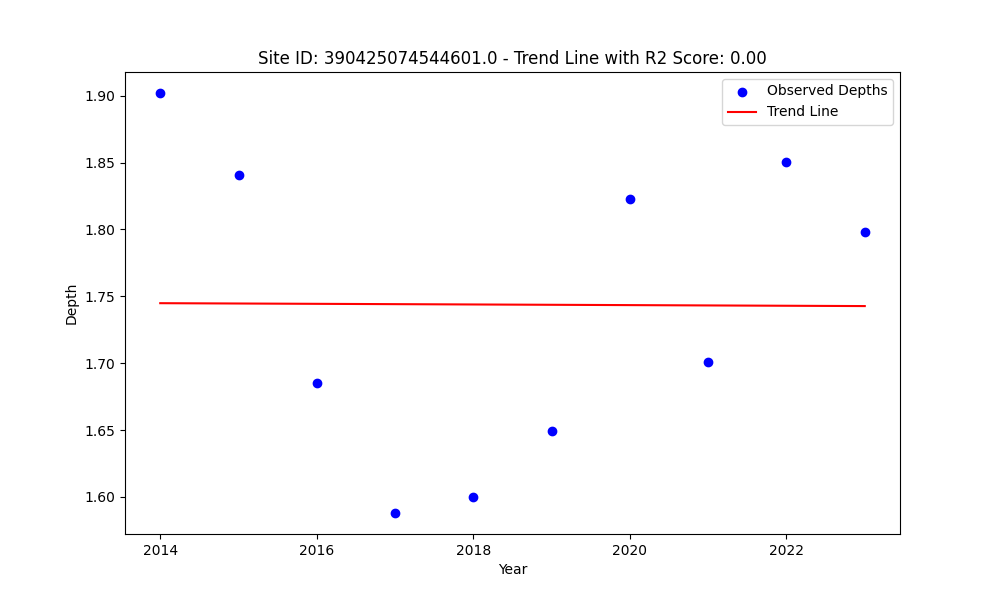 Site ID: 390425074544601.0 - Trend Line with R2 Score: 0.00
Observed Depths
Trend Line
1.90
1.85
1.80
1.75
1.70
1.65
1.60
Depth
2014
2016
2018
2020
2022
Year